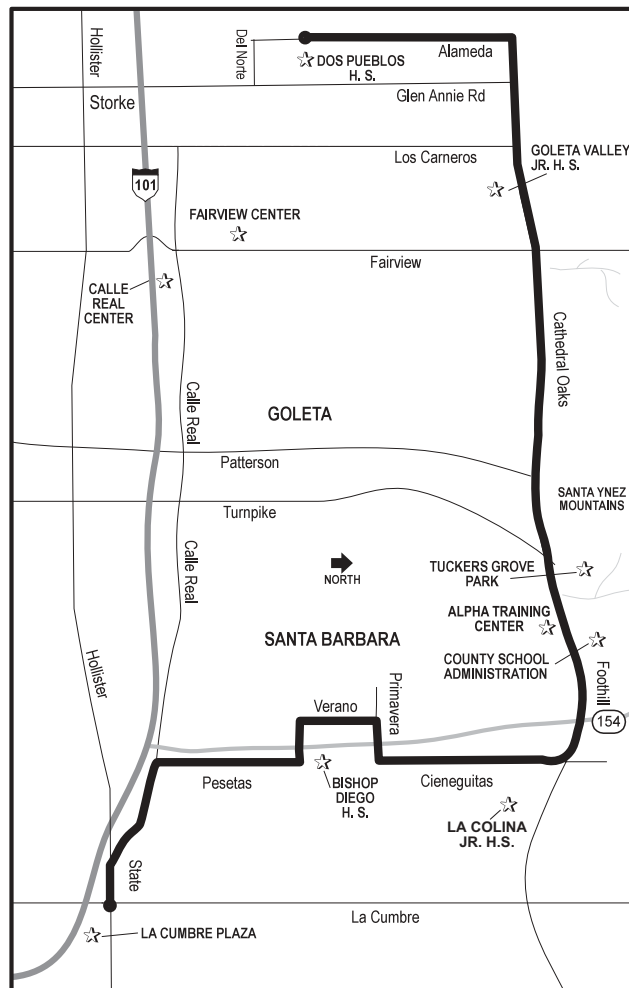 Hollister
Del Norte
Alameda
DOS PUEBLOS
H. S.
Storke
Glen Annie Rd
Los Carneros
GOLETA VALLEY
JR. H. S.
101
FAIRVIEW CENTER
Fairview
CALLE
REAL
CENTER
Cathedral Oaks
Calle Real
GOLETA
Patterson
Turnpike
SANTA YNEZ
MOUNTAINS
Calle Real
NORTH
TUCKERS GROVE
PARK
ALPHA TRAINING
CENTER
SANTA BARBARA
COUNTY SCHOOL
ADMINISTRATION
Hollister
Foothill
Verano
Primavera
154
Pesetas
BISHOP
DIEGO
H. S.
Cieneguitas
LA COLINA
JR. H.S.
State
La Cumbre
LA CUMBRE PLAZA